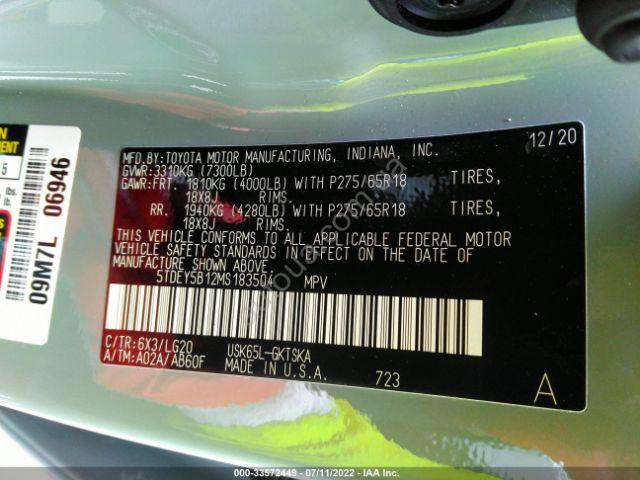 12/20
MFD.BY:TOYOTA MOTOR MANUFACTURING, INDIANA, INC.
GVWR:3310KG (7300LB)
GAWR:FRT. 1810KG (4000LB) WITH P275/65R18 TIRES,
18X8J RIMS.
RR. 1940KG (4280LB) WITH P275/65R18 TIRES,
18X8J RIMS.
THIS VEHICLE CONFORMS TO ALL APPLICABLE FEDERAL MOTOR
VEHICLE SAFETY STANDARDS IN EFFECT ON THE DATE OF
MANUFACTURE SHOWN ABOVE.
MPV
C/TR:6X3/LG20 USK65L-GKTSKA
A/TM:A02A/AB60F MADE IN U.S.A. 723 A
09M7L 06946
5
lbs.
000-33572449 - 07/11/2022 - IAA Inc.